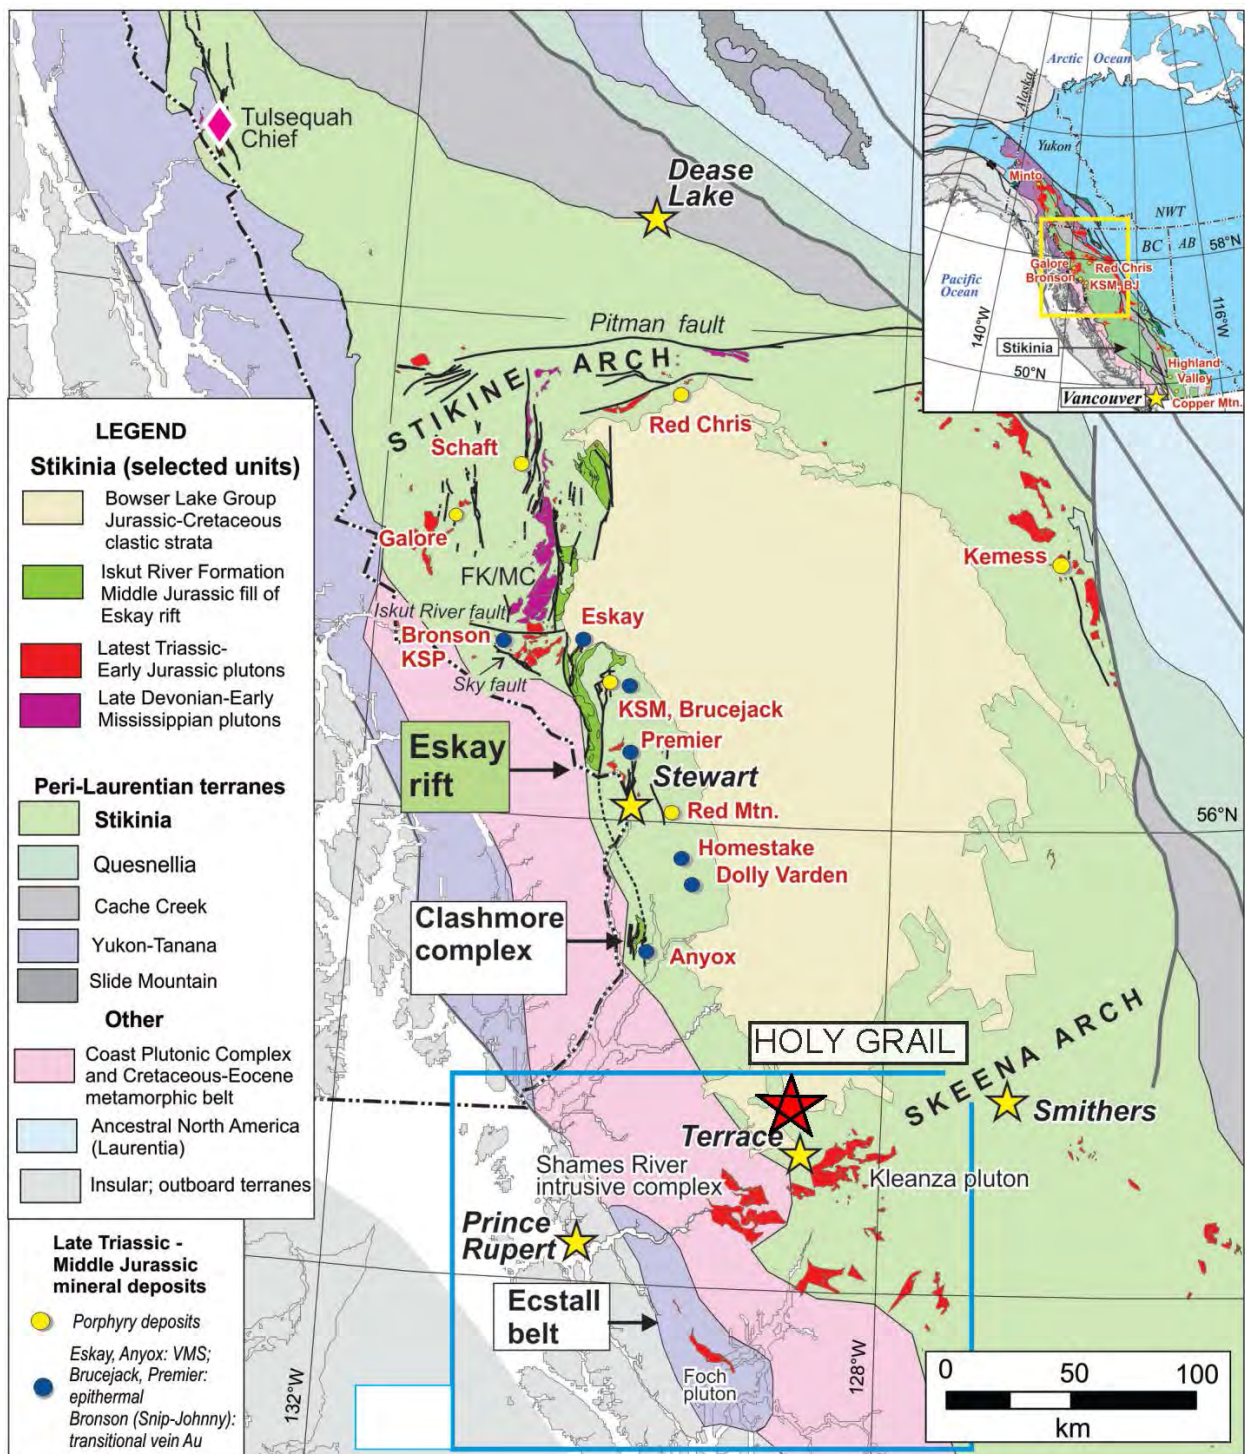 Tulsequah
Chief
Dease
Lake
Pitman fault
STIKINE ARCH
Schaft
Red Chris
Galore
FK/MC
Iskut River fault
Bronson
KSP
Sky fault
Eskay
KSM, Brucejack
Premier
Eskay
rift
Stewart
Red Mtn.
Homestake
Dolly Varden
Clashmore
complex
Anyox
Kemess
56°N
HOLY GRAIL
SKEENA ARCH
Smithers
Terrace
Kleanza pluton
Shames River
intrusive complex
Prince
Rupert
Ecstall
belt
Foch
pluton
132°W
128°W
0 50 100
km
Arctic Ocean
Alaska
Yukon
Minto
NWT
BC
AB
58°N
Galore
Bronson
Red Chris
KSM, BJ
Pacific
Ocean
140°W
116°W
Stikinia
50°N
Highland
Valley
Vancouver
Copper Mtn.
LEGEND
Stikinia (selected units)
Bowser Lake Group
Jurassic-Cretaceous
clastic strata
Iskut River Formation
Middle Jurassic fill of
Eskay rift
Latest Triassic-
Early Jurassic plutons
Late Devonian-Early
Mississippian plutons
Peri-Laurentian terranes
Stikinia
Quesnellia
Cache Creek
Yukon-Tanana
Slide Mountain
Other
Coast Plutonic Complex
and Cretaceous-Eocene
metamorphic belt
Ancestral North America
(Laurentia)
Insular; outboard terranes
Late Triassic -
Middle Jurassic
mineral deposits
Porphyry deposits
Eskay, Anyox: VMS;
Brucejack, Premier:
epithermal
Bronson (Snip-Johnny):
transitional vein Au